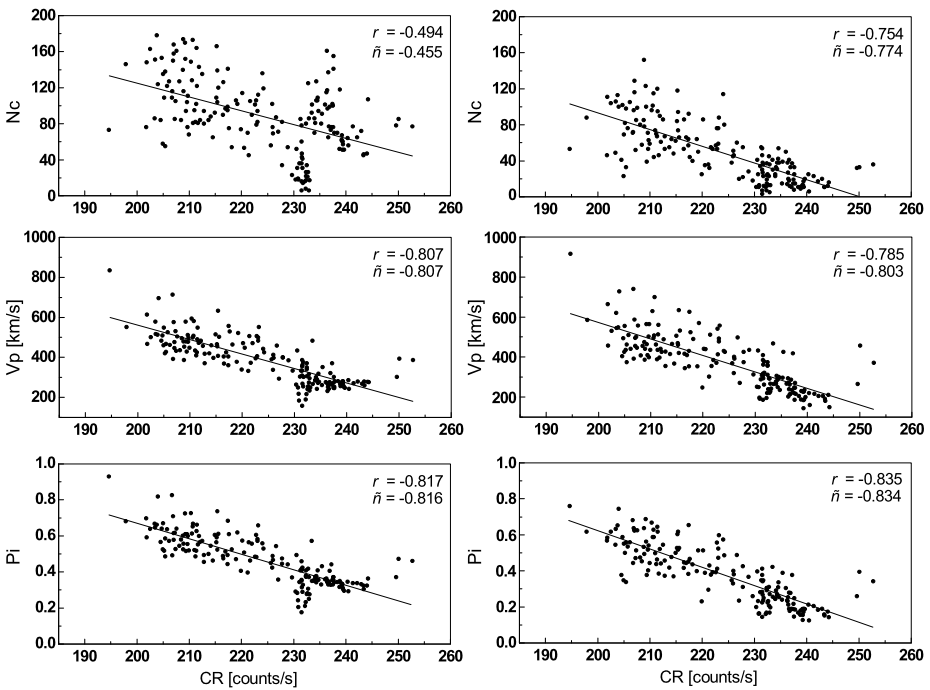 200
160
120
80
40
0
Nc
r = -0.494
ñ = -0.455
190 200 210 220 230 240 250 260
200
160
120
80
40
0
Nc
r = -0.754
ñ = -0.774
190 200 210 220 230 240 250 260
1000
800
600
400
200
Vp [km/s]
r = -0.807
ñ = -0.807
190 200 210 220 230 240 250 260
1000
800
600
400
200
Vp [km/s]
r = -0.785
ñ = -0.803
190 200 210 220 230 240 250 260
1.0
0.8
0.6
0.4
0.2
0.0
Pi
r = -0.817
ñ = -0.816
190 200 210 220 230 240 250 260
CR [counts/s]
1.0
0.8
0.6
0.4
0.2
0.0
Pi
r = -0.835
ñ = -0.834
190 200 210 220 230 240 250 260
CR [counts/s]